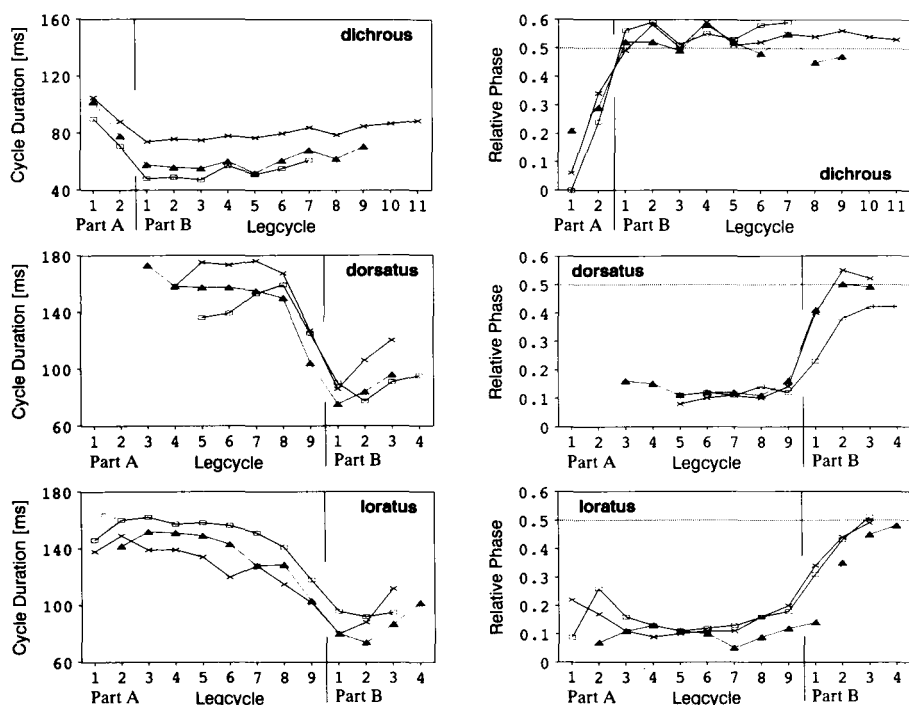 Cycle Duration [ms]
160
120
80
40
dichrous
1 2 1 2 3 4 5 6 7 8 9 10 11
Part A Part B Legcycle
Relative Phase
0.6
0.5
0.4
0.3
0.2
0.1
0
dichrous
1 2 1 2 3 4 5 6 7 8 9 10 11
Part A Part B Legcycle
Cycle Duration [ms]
180
140
100
60
dorsatus
1 2 3 4 5 6 7 8 9 1 2 3 4
Part A Legcycle Part B
Relative Phase
0.6
0.5
0.4
0.3
0.2
0.1
0
dorsatus
1 2 3 4 5 6 7 8 9 1 2 3 4
Part A Legcycle Part B
Cycle Duration [ms]
180
140
100
60
loratus
1 2 3 4 5 6 7 8 9 1 2 3 4
Part A Legcycle Part B
Relative Phase
0.6
0.5
0.4
0.3
0.2
0.1
0
loratus
1 2 3 4 5 6 7 8 9 1 2 3 4
Part A Legcycle Part B